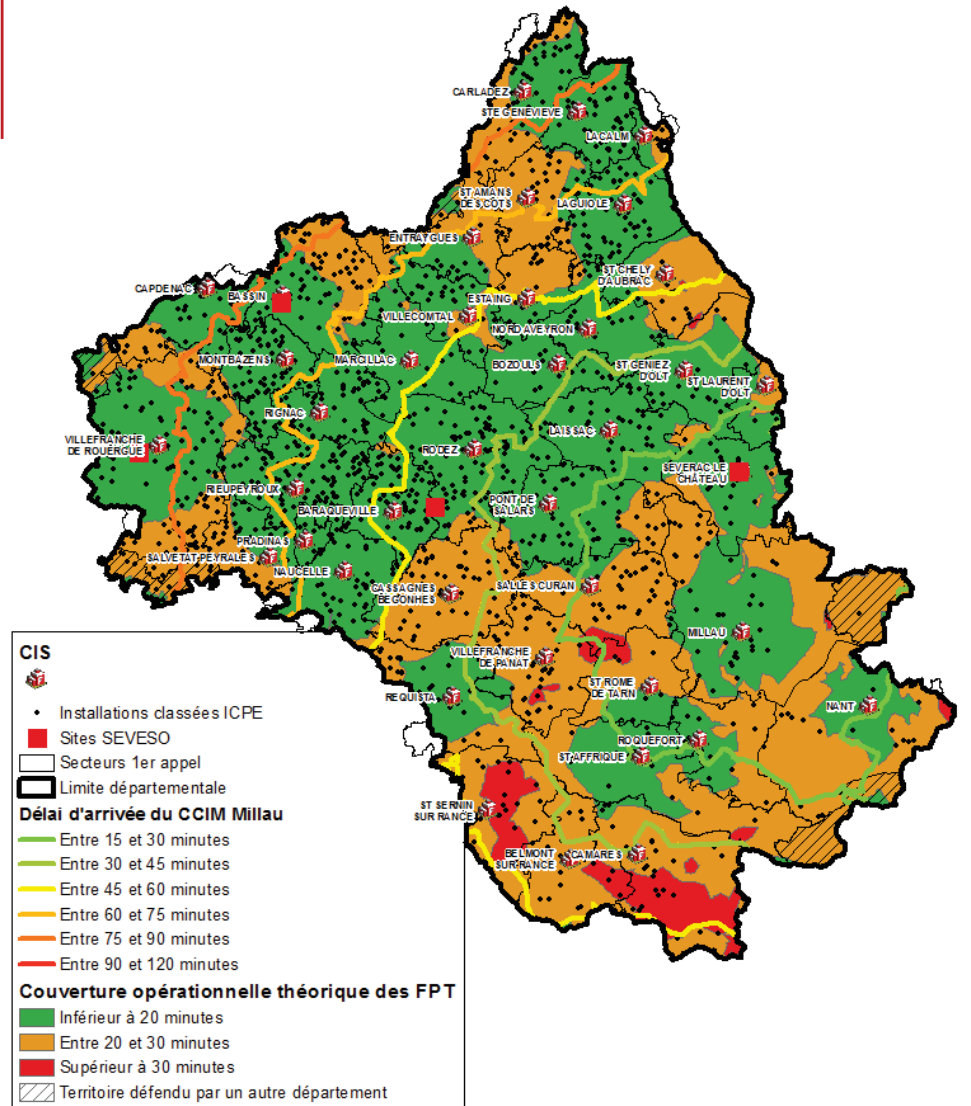 CARLADEZ
STE GENEVIEVE
LACALM
ST AMANS
DES COTS
LAGUIOLE
ENTRAYGUES
ST CHELY
D'AUBRAC
CAPDENAC
BASSIN
ESTAING
VILLECOMTAL
NORD AVEYRON
MONTBAZENS
MARCILLAC
BOZOULS
ST GENIEZ
D'OLT
ST LAURENT
D'OLT
RIGNAC
LAISSAC
VILLEFRANCHE
DE ROUERGUE
RODEZ
SEVERAC LE
CHÂTEAU
RIEUPEYROUX
BARAQUEVILLE
PONT DE
SALARS
PRADINAS
SALVETAT-PEYRALES
NAUCELLE
CASSAGNES
BEGONHES
SALLES CURAN
MILLAU
VILLEFRANCHE
DE PANAT
ST ROME
DE TARN
REQUISTA
NANT
ROQUEFORT
ST AFFRIQUE
ST SERNIN
SUR RANCE
BELMONT
SUR RANCE
CAMARES
CIS
Installations classées ICPE
Sites SEVESO
Secteurs 1er appel
Limite départementale
Délai d'arrivée du CCIM Millau
Entre 15 et 30 minutes
Entre 30 et 45 minutes
Entre 45 et 60 minutes
Entre 60 et 75 minutes
Entre 75 et 90 minutes
Entre 90 et 120 minutes
Couverture opérationnelle théorique des FPT
Inférieur à 20 minutes
Entre 20 et 30 minutes
Supérieur à 30 minutes
Territoire défendu par un autre département